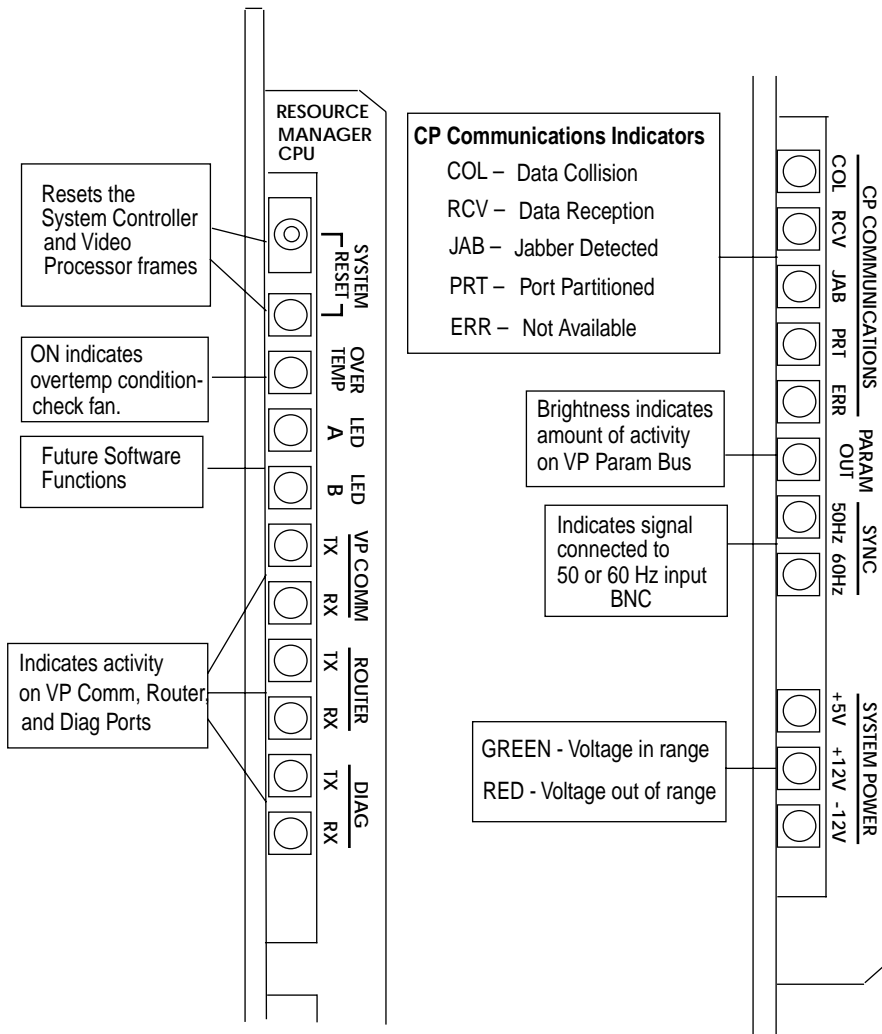 RESOURCE
MANAGER
CPU
Resets the
System Controller
and Video
Processor frames
SYSTEM
RESET
ON indicates
overtemp condition-
check fan.
OVER
TEMP
Future Software
Functions
LED
A
LED
B
VP COMM
TX
RX
Indicates activity
on VP Comm, Router,
and Diag Ports
ROUTER
TX
RX
DIAG
TX
RX
CP Communications Indicators
COL – Data Collision
RCV – Data Reception
JAB – Jabber Detected
PRT – Port Partitioned
ERR – Not Available
CP COMMUNICATIONS
COL
RCV
JAB
PRT
ERR
Brightness indicates
amount of activity
on VP Param Bus
PARAM
OUT
Indicates signal
connected to
50 or 60 Hz input
BNC
SYNC
50Hz 60Hz
GREEN - Voltage in range
RED - Voltage out of range
SYSTEM POWER
+5V +12V -12V